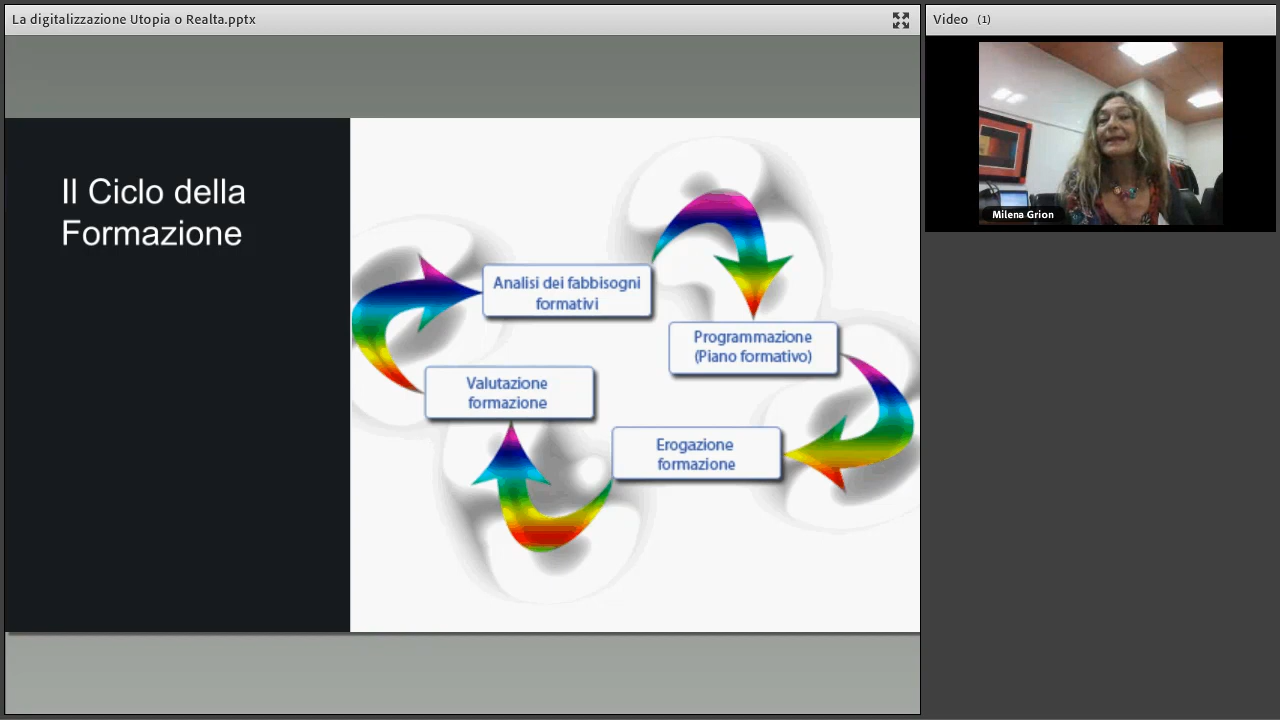 La digitalizzazione Utopia o Realta.pptx
Video (1)
Milena Grion
Il Ciclo della
Formazione
Analisi dei fabbisogni
formativi
Programmazione
(Piano formativo)
Valutazione
formazione
Erogazione
formazione